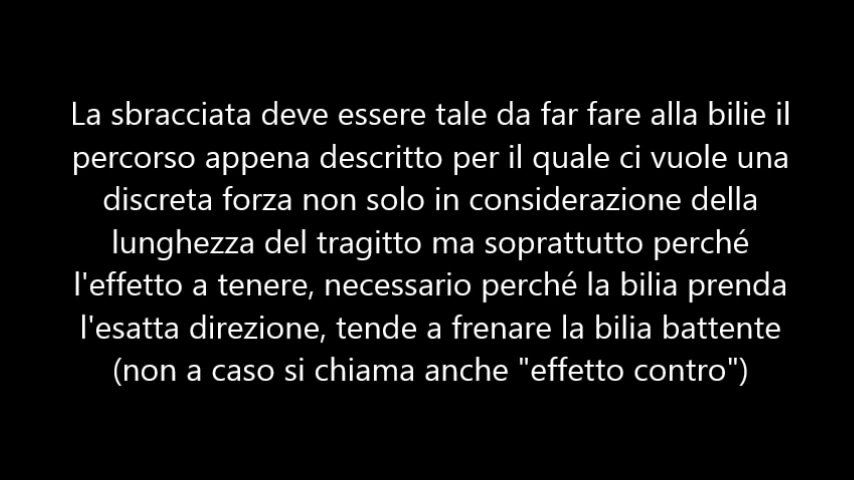 La sbracciata deve essere tale da far fare alla bilie il
percorso appena descritto per il quale ci vuole una
discreta forza non solo in considerazione della
lunghezza del tragitto ma soprattutto perché
l'effetto a tenere, necessario perché la bilia prenda
l'esatta direzione, tende a frenare la bilia battente
(non a caso si chiama anche "effetto contro")